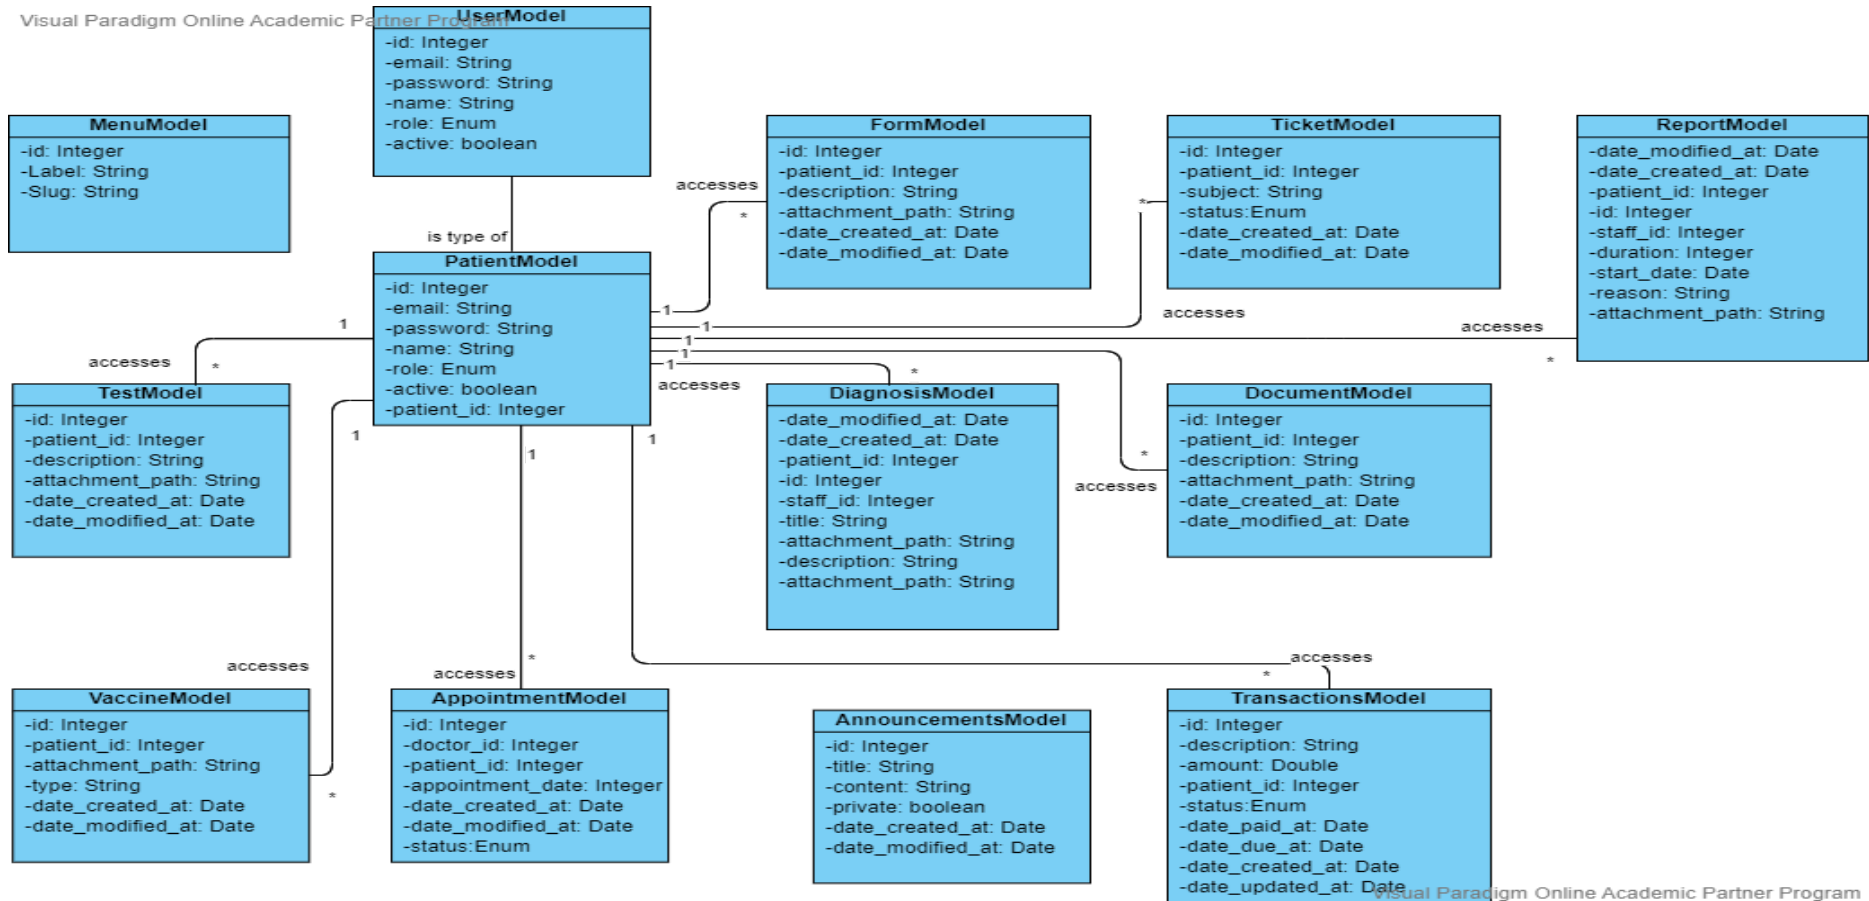 Visual Paradigm Online Academic Partner Program
UserModel
-id: Integer
-email: String
-password: String
-name: String
-role: Enum
-active: boolean
MenuModel
-id: Integer
-Label: String
-Slug: String
FormModel
-id: Integer
-patient_id: Integer
-description: String
-attachment_path: String
-date_created_at: Date
-date_modified_at: Date
TicketModel
-id: Integer
-patient_id: Integer
-subject: String
-status:Enum
-date_created_at: Date
-date_modified_at: Date
ReportModel
-date_modified_at: Date
-date_created_at: Date
-patient_id: Integer
-id: Integer
-staff_id: Integer
-duration: Integer
-start_date: Date
-reason: String
-attachment_path: String
accesses
*
*
is type of
PatientModel
-id: Integer
-email: String
-password: String
-name: String
-role: Enum
-active: boolean
-patient_id: Integer
1
1
1
1
1
1
accesses
accesses
*
accesses
*
accesses
*
TestModel
-id: Integer
-patient_id: Integer
-description: String
-attachment_path: String
-date_created_at: Date
-date_modified_at: Date
DiagnosisModel
-date_modified_at: Date
-date_created_at: Date
-patient_id: Integer
-id: Integer
-staff_id: Integer
-title: String
-attachment_path: String
-description: String
-attachment_path: String
DocumentModel
-id: Integer
-patient_id: Integer
-description: String
-attachment_path: String
-date_created_at: Date
-date_modified_at: Date
1
1
1
*
accesses
accesses
*
accesses
accesses
*
VaccineModel
-id: Integer
-patient_id: Integer
-attachment_path: String
-type: String
-date_created_at: Date
-date_modified_at: Date
*
AppointmentModel
-id: Integer
-doctor_id: Integer
-patient_id: Integer
-appointment_date: Integer
-date_created_at: Date
-date_modified_at: Date
-status:Enum
AnnouncementsModel
-id: Integer
-title: String
-content: String
-private: boolean
-date_created_at: Date
-date_modified_at: Date
TransactionsModel
-id: Integer
-description: String
-amount: Double
-patient_id: Integer
-status:Enum
-date_paid_at: Date
-date_due_at: Date
-date_created_at: Date
-date_updated_at: Date
Visual Paradigm Online Academic Partner Program